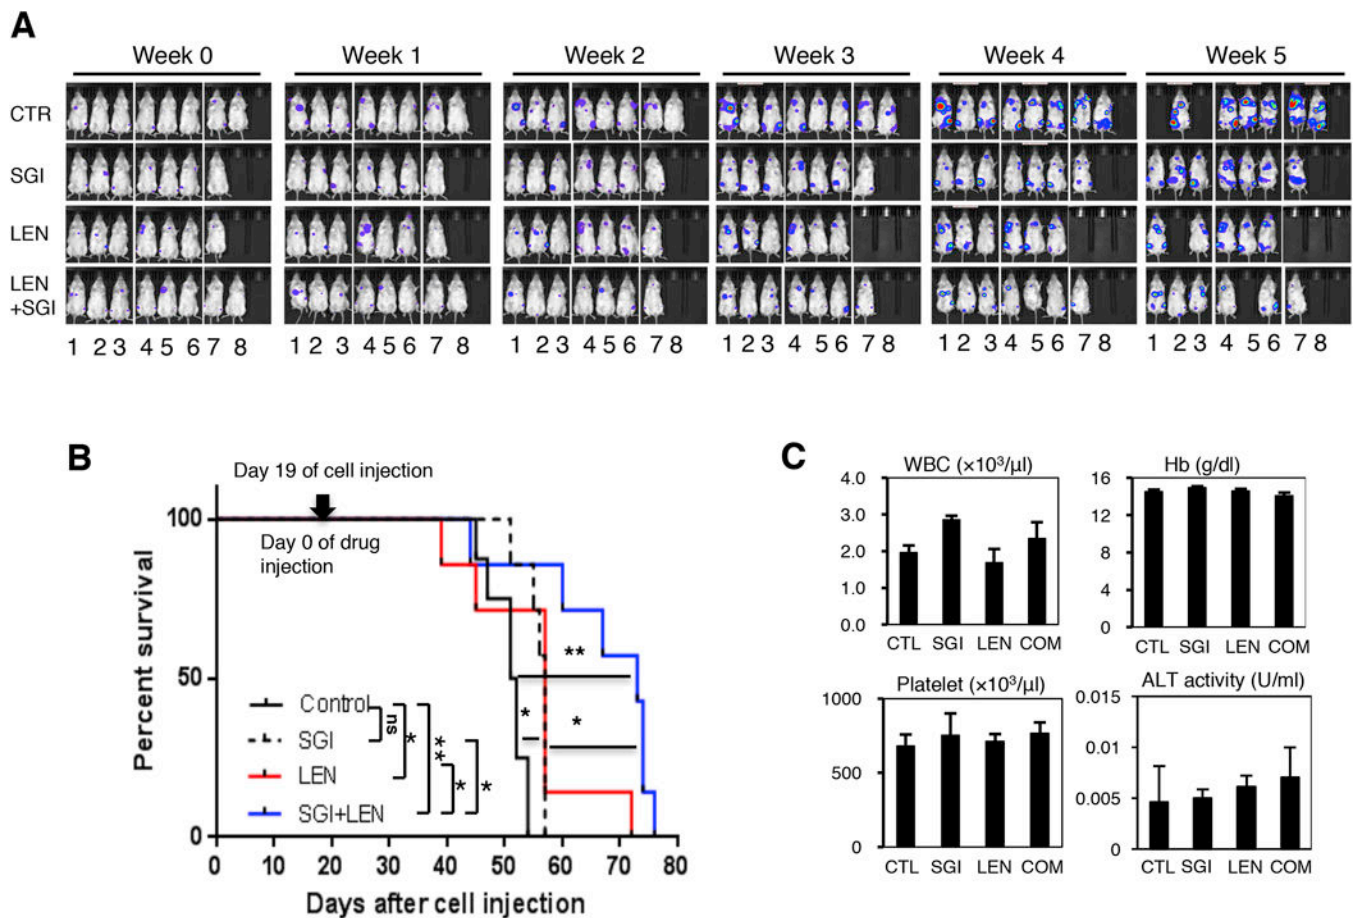 A
Week 0 Week 1 Week 2 Week 3 Week 4 Week 5
CTR
SGI
LEN
LEN
+SGI
1 2 3 4 5 6 7 8 1 2 3 4 5 6 7 8 1 2 3 4 5 6 7 8 1 2 3 4 5 6 7 8 1 2 3 4 5 6 7 8 1 2 3 4 5 6 7 8
B
Day 19 of cell injection
Day 0 of drug
injection
Percent survival
100
50
0
** 
* *
Control
SGI
LEN
SGI+LEN
ns * ** * *
0 10 20 30 40 50 60 70 80
Days after cell injection
C
WBC (×10³/µl)
4.0
3.0
2.0
1.0
0.0
CTL SGI LEN COM
Hb (g/dl)
16
12
8
4
0
CTL SGI LEN COM
Platelet (×10³/µl)
1000
500
0
CTL SGI LEN COM
ALT activity (U/ml)
0.015
0.01
0.005
0
CTL SGI LEN COM